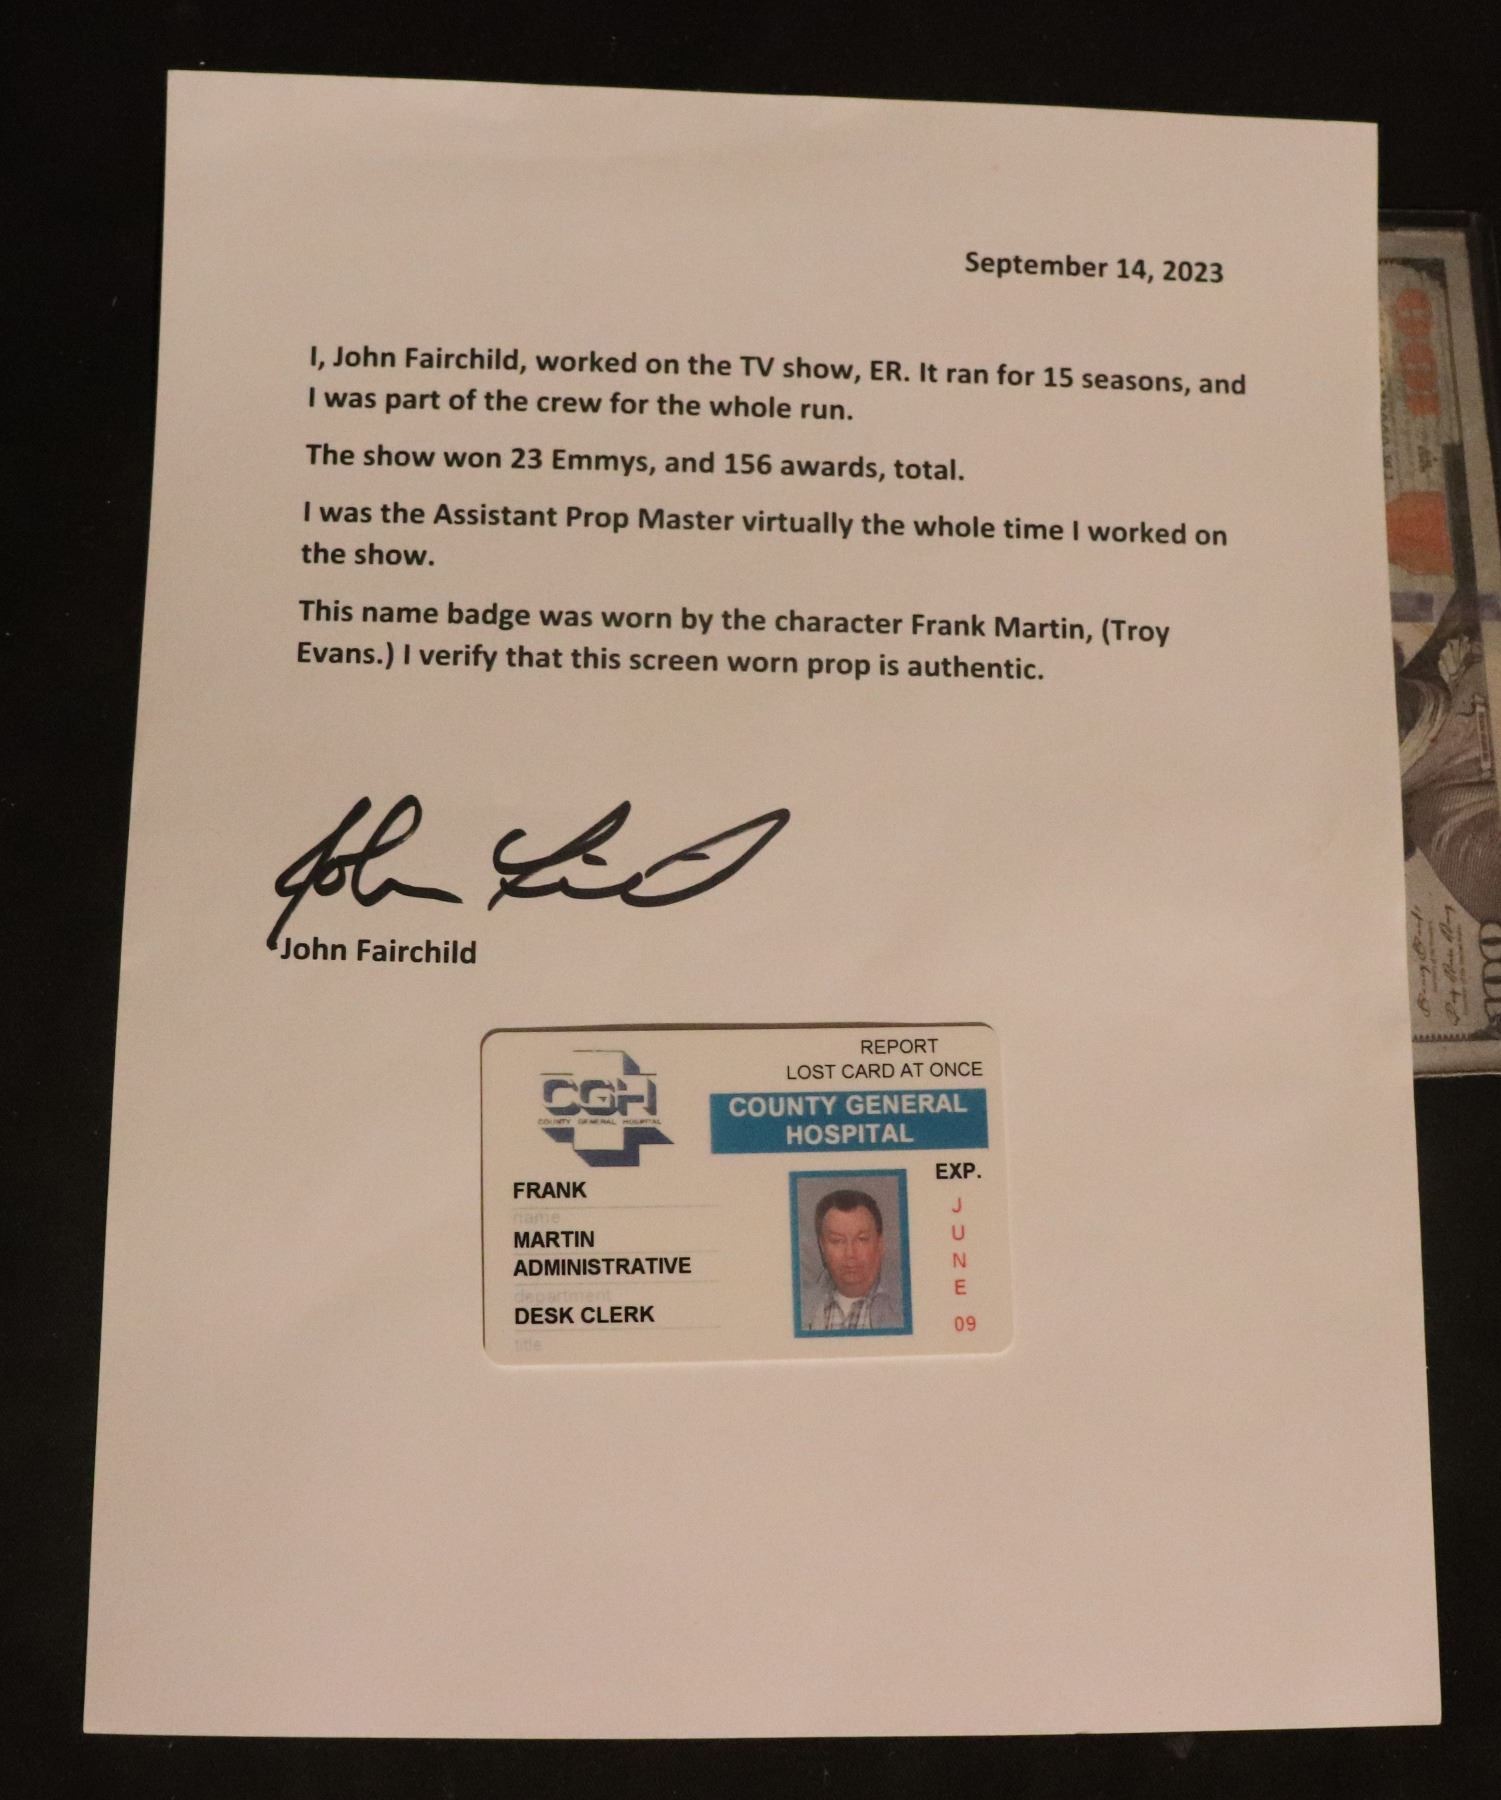 September 14, 2023
I, John Fairchild, worked on the TV show, ER. It ran for 15 seasons, and
I was part of the crew for the whole run.
The show won 23 Emmys, and 156 awards, total.
I was the Assistant Prop Master virtually the whole time I worked on
the show.
This name badge was worn by the character Frank Martin, (Troy
Evans.) I verify that this screen worn prop is authentic.
John Fairchild
REPORT
LOST CARD AT ONCE
CGH
COUNTY GENERAL HOSPITAL
COUNTY GENERAL
HOSPITAL
FRANK
name
MARTIN
ADMINISTRATIVE
department
DESK CLERK
title
EXP.
J
U
N
E
09
100